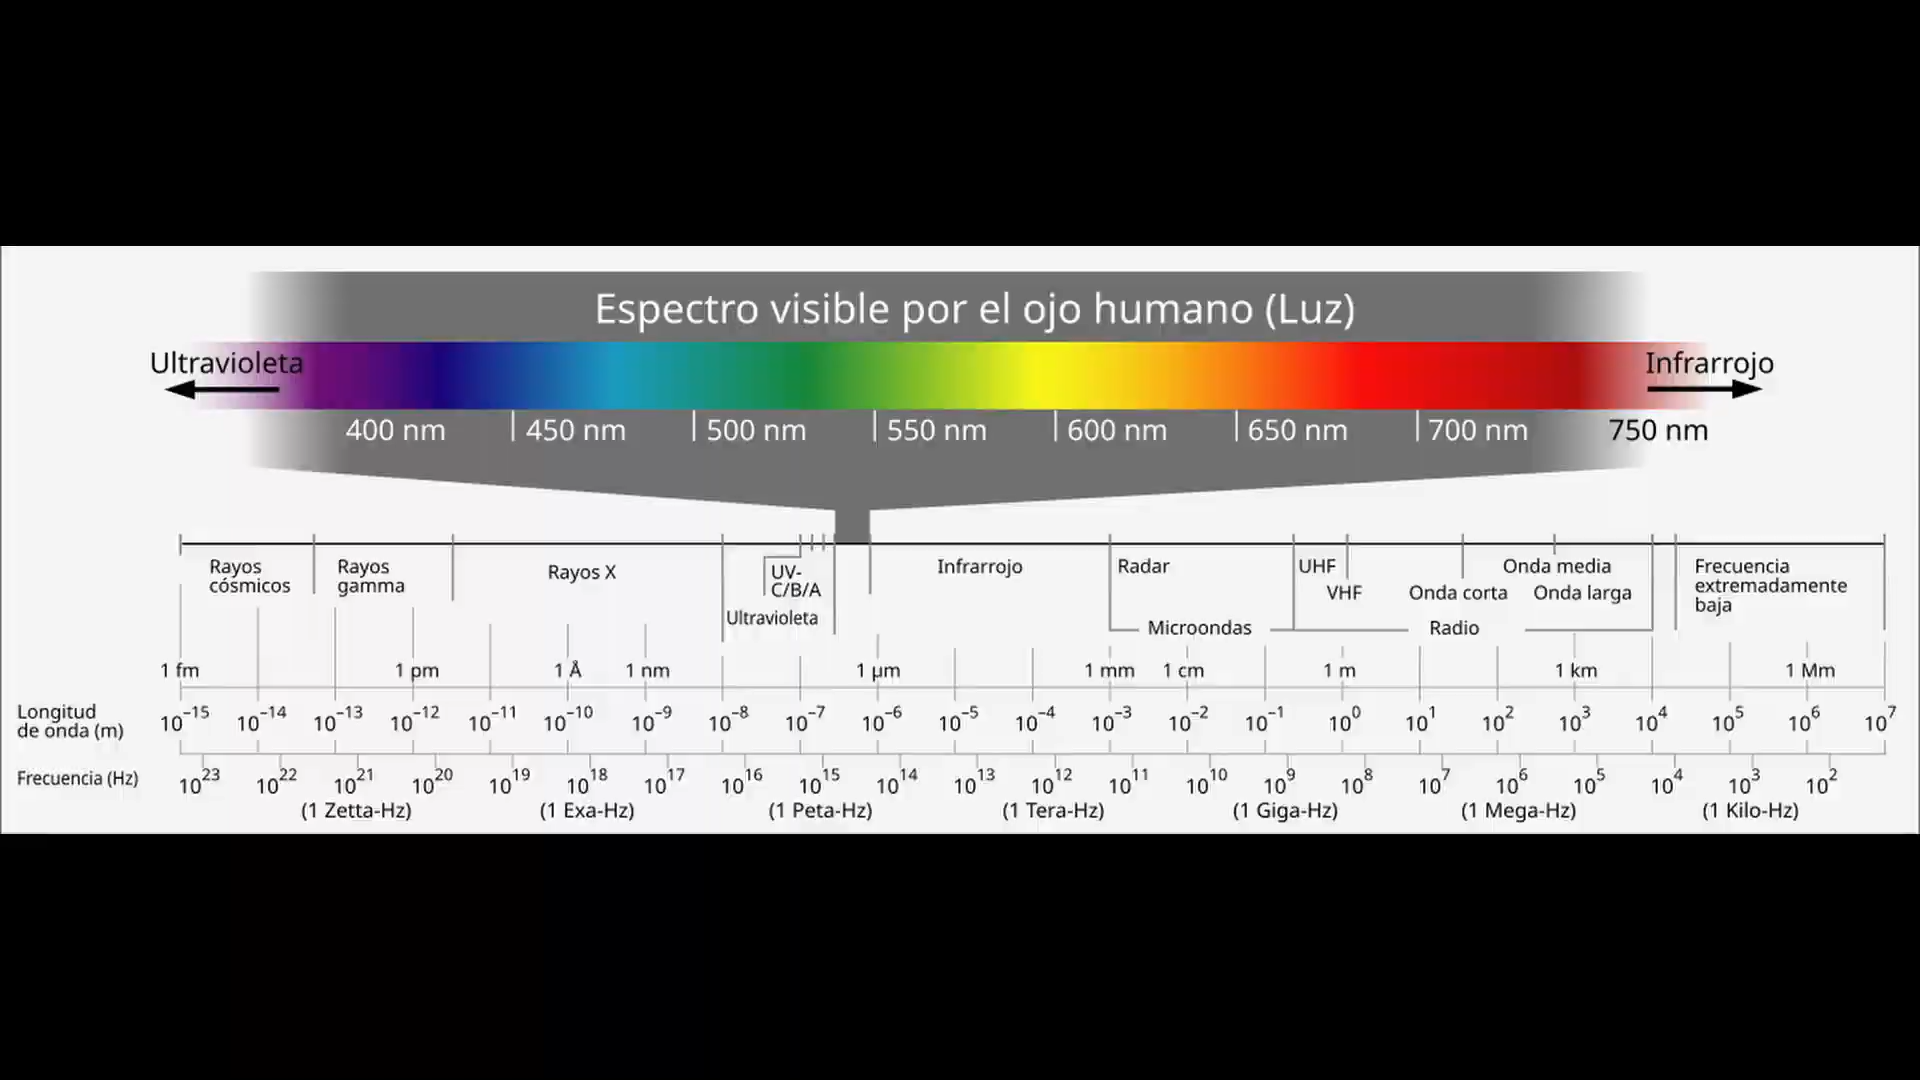 Espectro visible por el ojo humano (Luz)
Ultravioleta
Infrarrojo
400 nm 450 nm 500 nm 550 nm 600 nm 650 nm 700 nm 750 nm
Rayos cósmicos
Rayos gamma
Rayos X
UV-C/B/A
Ultravioleta
Infrarrojo
Radar
Microondas
UHF
VHF
Onda corta
Onda media
Onda larga
Radio
Frecuencia extremadamente baja
1 fm 1 pm 1 Å 1 nm 1 µm 1 mm 1 cm 1 m 1 km 1 Mm
Longitud de onda (m)
10⁻¹⁵ 10⁻¹⁴ 10⁻¹³ 10⁻¹² 10⁻¹¹ 10⁻¹⁰ 10⁻⁹ 10⁻⁸ 10⁻⁷ 10⁻⁶ 10⁻⁵ 10⁻⁴ 10⁻³ 10⁻² 10⁻¹ 10⁰ 10¹ 10² 10³ 10⁴ 10⁵ 10⁶ 10⁷
Frecuencia (Hz)
10²³ 10²² 10²¹ 10²⁰ 10¹⁹ 10¹⁸ 10¹⁷ 10¹⁶ 10¹⁵ 10¹⁴ 10¹³ 10¹² 10¹¹ 10¹⁰ 10⁹ 10⁸ 10⁷ 10⁶ 10⁵ 10⁴ 10³ 10²
(1 Zetta-Hz) (1 Exa-Hz) (1 Peta-Hz) (1 Tera-Hz) (1 Giga-Hz) (1 Mega-Hz) (1 Kilo-Hz)